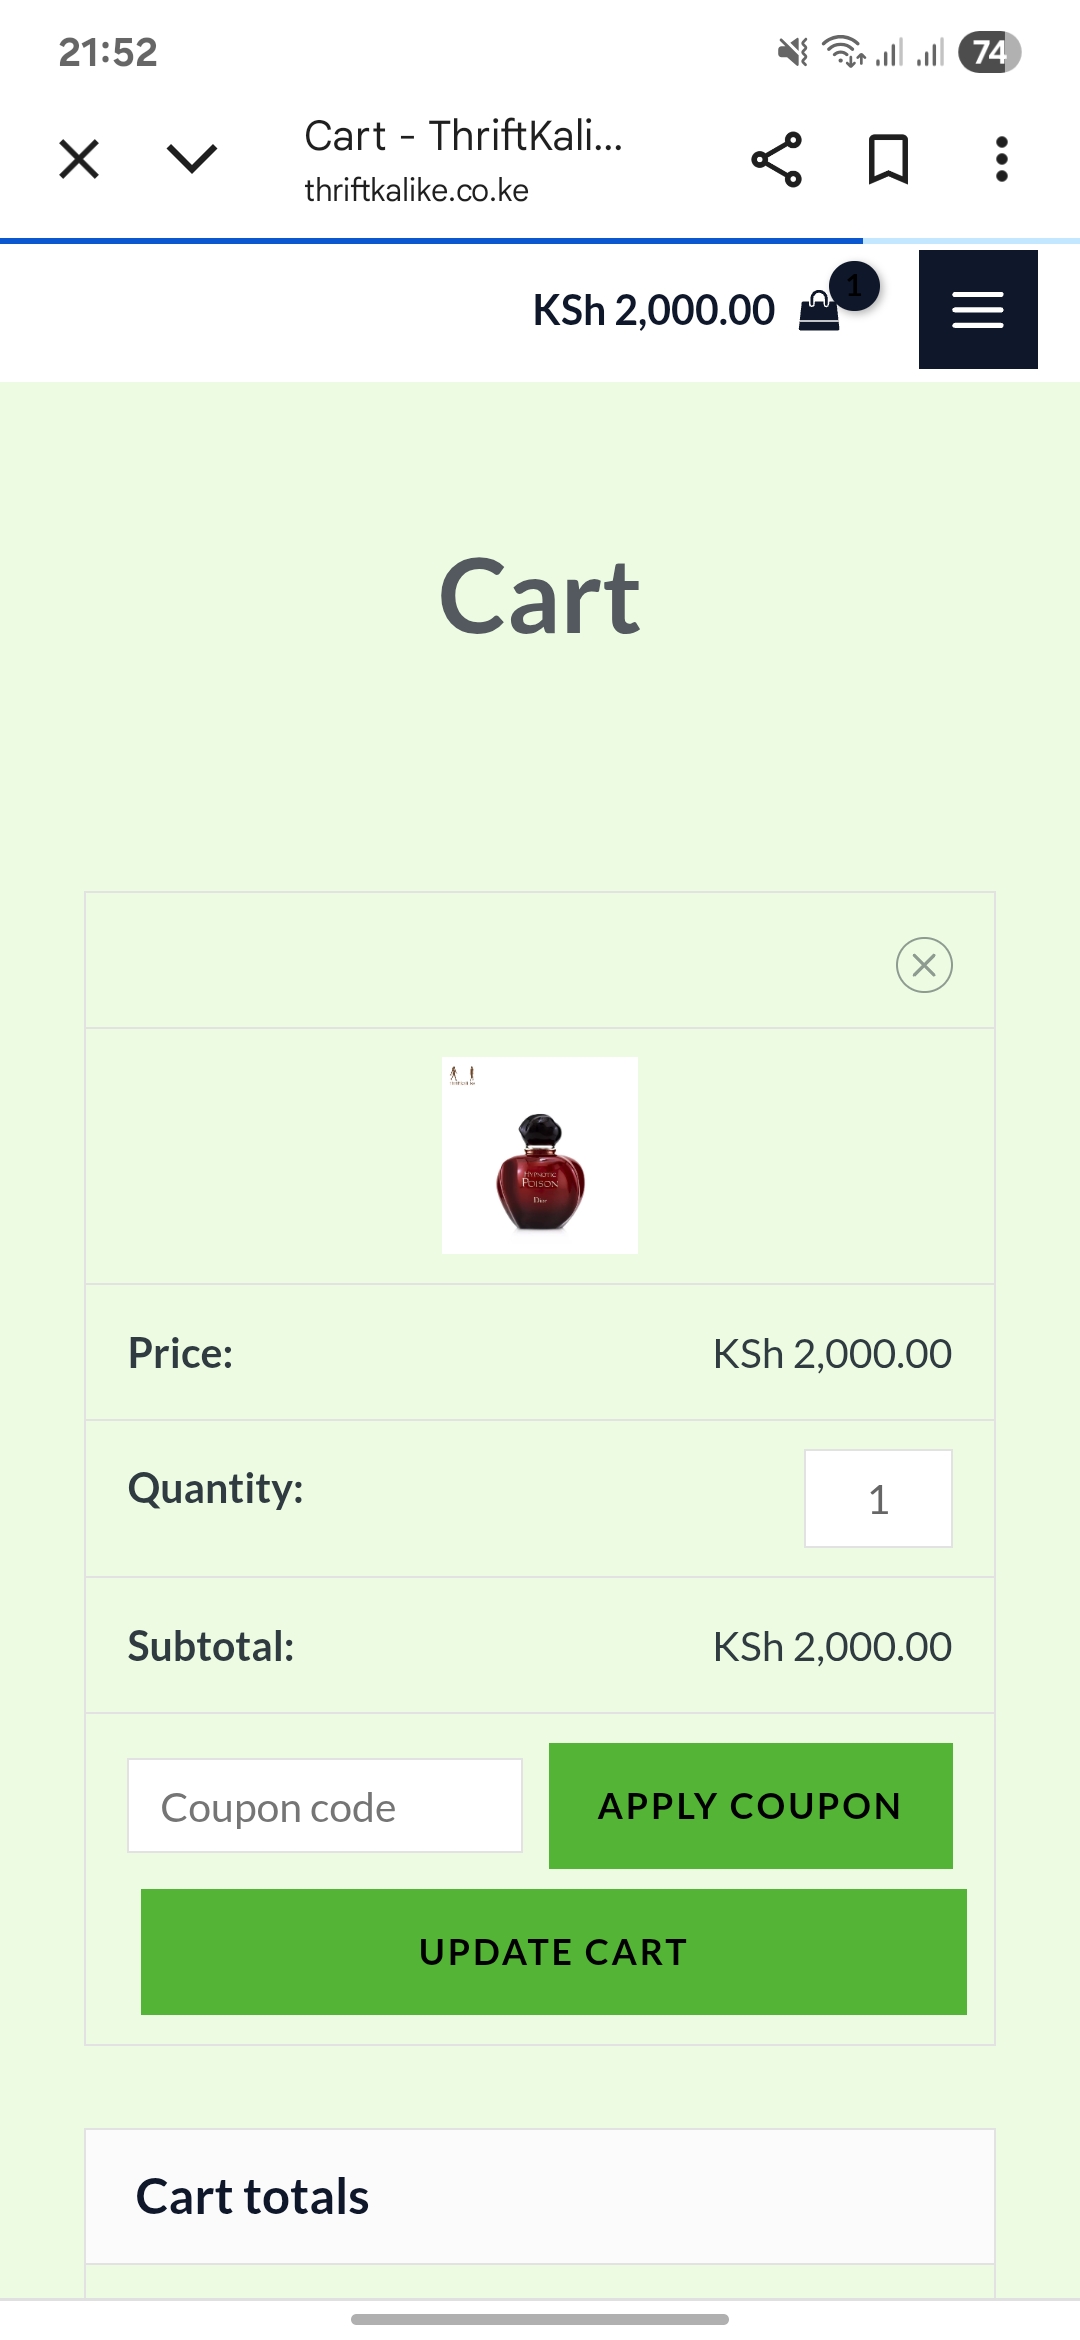 21:52
74
Cart - ThriftKali...
thriftkalike.co.ke
KSh 2,000.00
1
Cart
HYPNOTIC
POISON
Dior
Price:
KSh 2,000.00
Quantity:
1
Subtotal:
KSh 2,000.00
Coupon code
APPLY COUPON
UPDATE CART
Cart totals